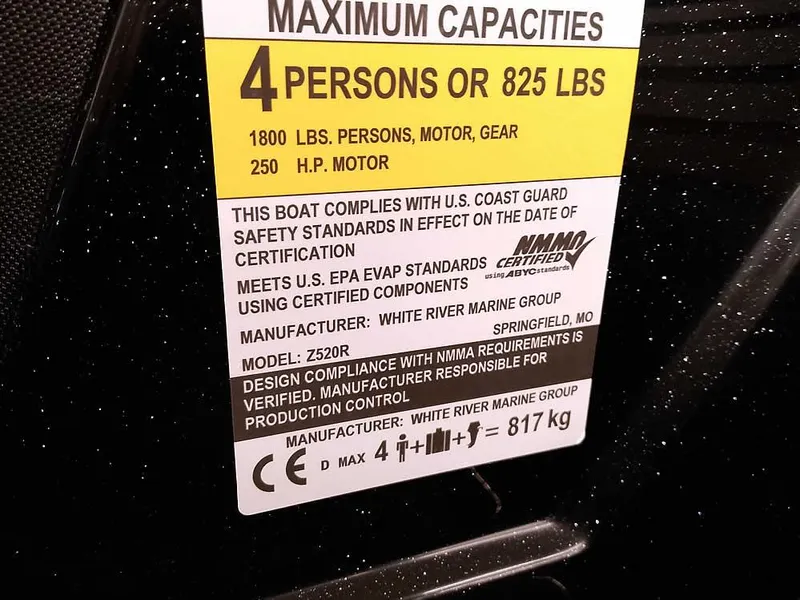 MAXIMUM CAPACITIES
4 PERSONS OR 825 LBS
1800 LBS. PERSONS, MOTOR, GEAR
250 H.P. MOTOR
THIS BOAT COMPLIES WITH U.S. COAST GUARD
SAFETY STANDARDS IN EFFECT ON THE DATE OF
CERTIFICATION
NMMA
CERTIFIED
using ABYC standards
MEETS U.S. EPA EVAP STANDARDS
USING CERTIFIED COMPONENTS
MANUFACTURER: WHITE RIVER MARINE GROUP
SPRINGFIELD, MO
MODEL: Z520R
DESIGN COMPLIANCE WITH NMMA REQUIREMENTS IS
VERIFIED. MANUFACTURER RESPONSIBLE FOR
PRODUCTION CONTROL
MANUFACTURER: WHITE RIVER MARINE GROUP
CE D MAX 4 + + = 817 kg